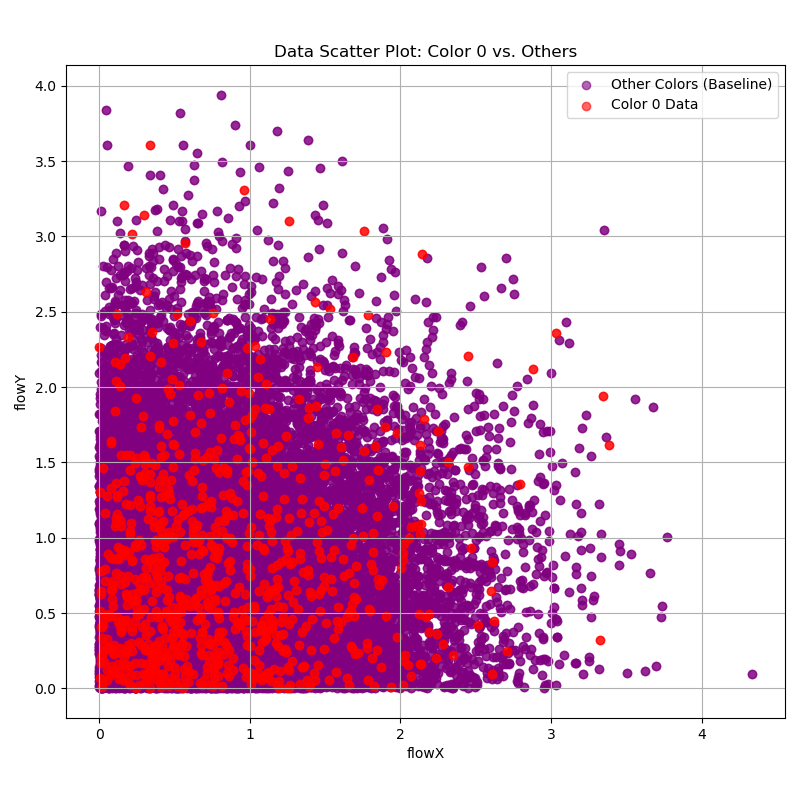 Data Scatter Plot: Color 0 vs. Others
Other Colors (Baseline)
Color 0 Data
flowY
4.0
3.5
3.0
2.5
2.0
1.5
1.0
0.5
0.0
0 1 2 3 4
flowX